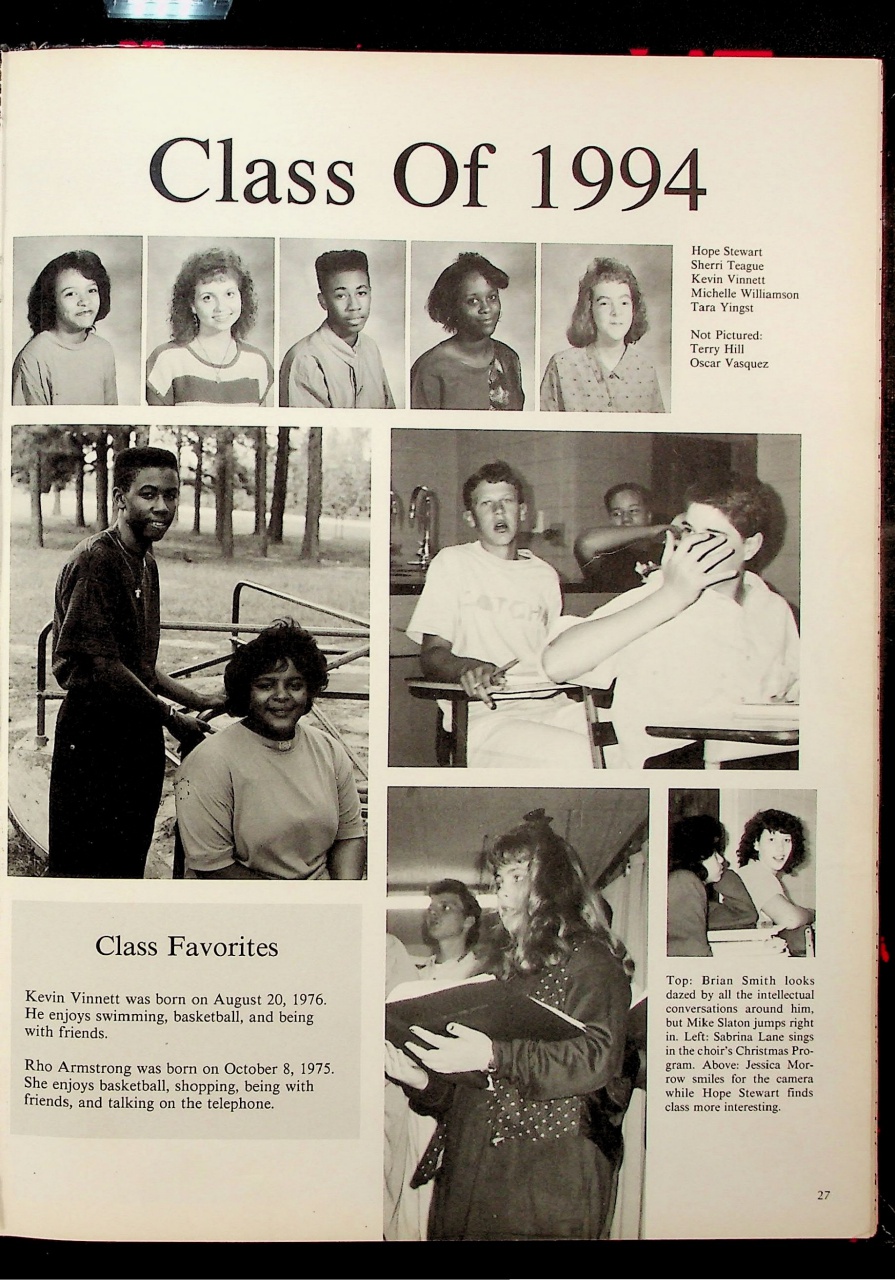 Class Of 1994
Hope Stewart
Sherri Teague
Kevin Vinnett
Michelle Williamson
Tara Yingst
Not Pictured:
Terry Hill
Oscar Vasquez
Class Favorites
Kevin Vinnett was born on August 20, 1976.
He enjoys swimming, basketball, and being
with friends.
Rho Armstrong was born on October 8, 1975.
She enjoys basketball, shopping, being with
friends, and talking on the telephone.
Top: Brian Smith looks
dazed by all the intellectual
conversations around him,
but Mike Slaton jumps right
in. Left: Sabrina Lane sings
in the choir's Christmas Pro-
gram. Above: Jessica Mor-
row smiles for the camera
while Hope Stewart finds
class more interesting.
27